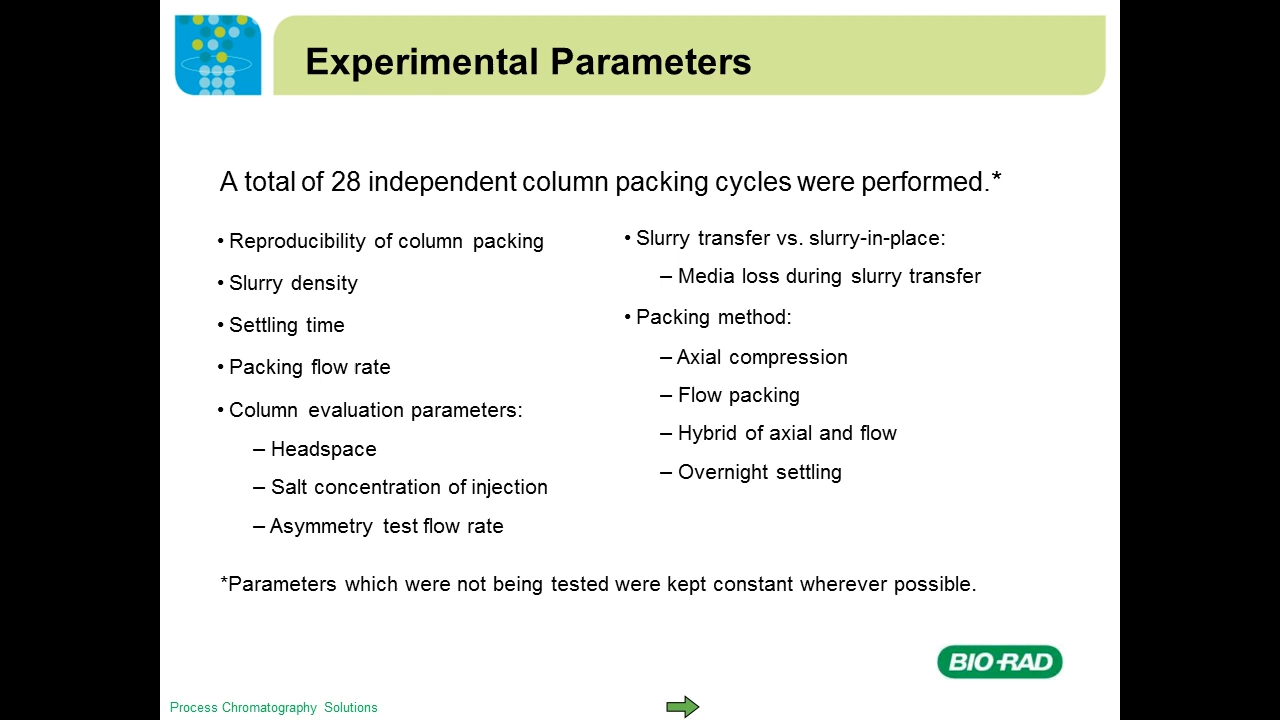 Experimental Parameters
A total of 28 independent column packing cycles were performed.*
• Reproducibility of column packing
• Slurry density
• Settling time
• Packing flow rate
• Column evaluation parameters:
– Headspace
– Salt concentration of injection
– Asymmetry test flow rate
• Slurry transfer vs. slurry-in-place:
– Media loss during slurry transfer
• Packing method:
– Axial compression
– Flow packing
– Hybrid of axial and flow
– Overnight settling
*Parameters which were not being tested were kept constant wherever possible.
BIO-RAD
Process Chromatography Solutions